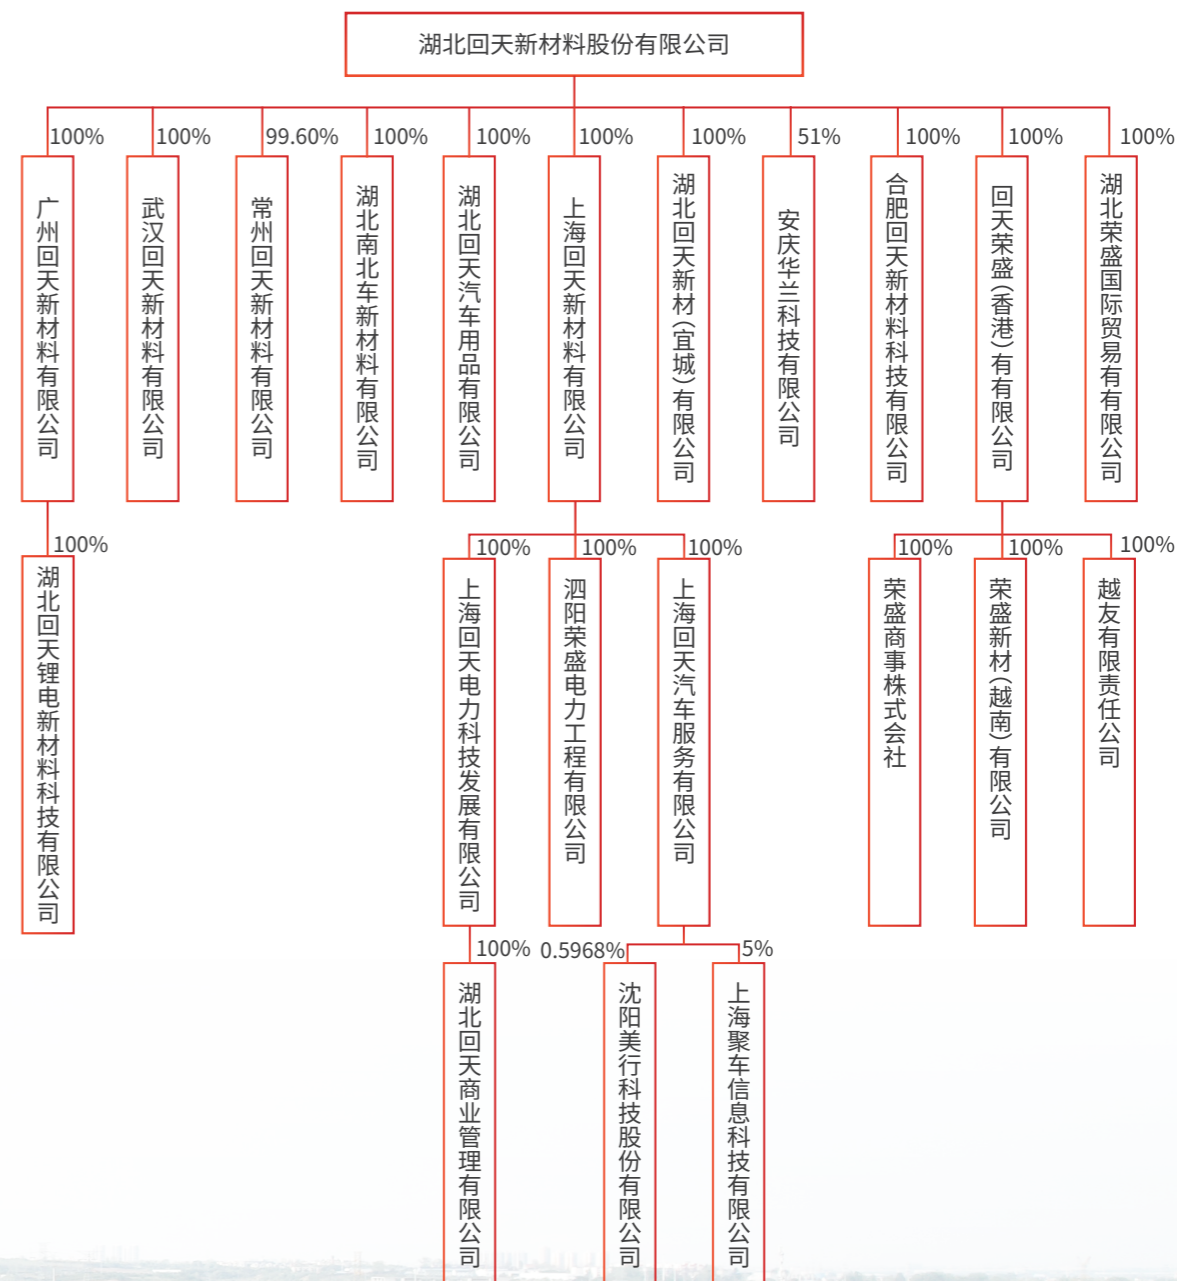 湖北回天新材料股份有限公司
100%
100%
99.60%
100%
100%
100%
100%
51%
100%
100%
100%
广州回天新材料有限公司
武汉回天新材料有限公司
常州回天新材料有限公司
湖北南北车新材料有限公司
湖北回天汽车用品有限公司
上海回天新材料有限公司
湖北回天新材(宜城)有限公司
安庆华兰科技有限公司
合肥回天新材料科技有限公司
回天荣盛(香港)有有限公司
湖北荣盛国际贸易有有限公司
100%
100%
100%
100%
100%
100%
100%
湖北回天锂电新材料科技有限公司
上海回天电力科技发展有限公司
泗阳荣盛电力工程有限公司
上海回天汽车服务有限公司
荣盛商事株式会社
荣盛新材(越南)有限公司
越友有限责任公司
100%
0.5968%
5%
湖北回天商业管理有限公司
沈阳美行科技股份有限公司
上海聚车信息科技有限公司